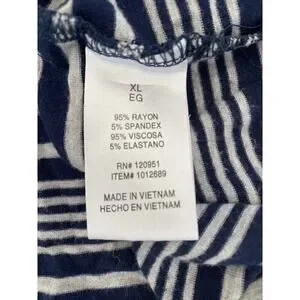 XL
EG
95% RAYON
5% SPANDEX
95% VISCOSA
5% ELASTANO
RN# 120951
ITEM# 1012689
MADE IN VIETNAM
HECHO EN VIETNAM